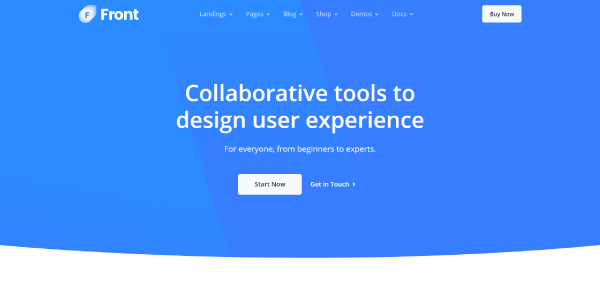 F Front
Landings Pages Blog Shop Demos Docs
Buy Now
Collaborative tools to
design user experience
For everyone, from beginners to experts.
Start Now
Get in Touch